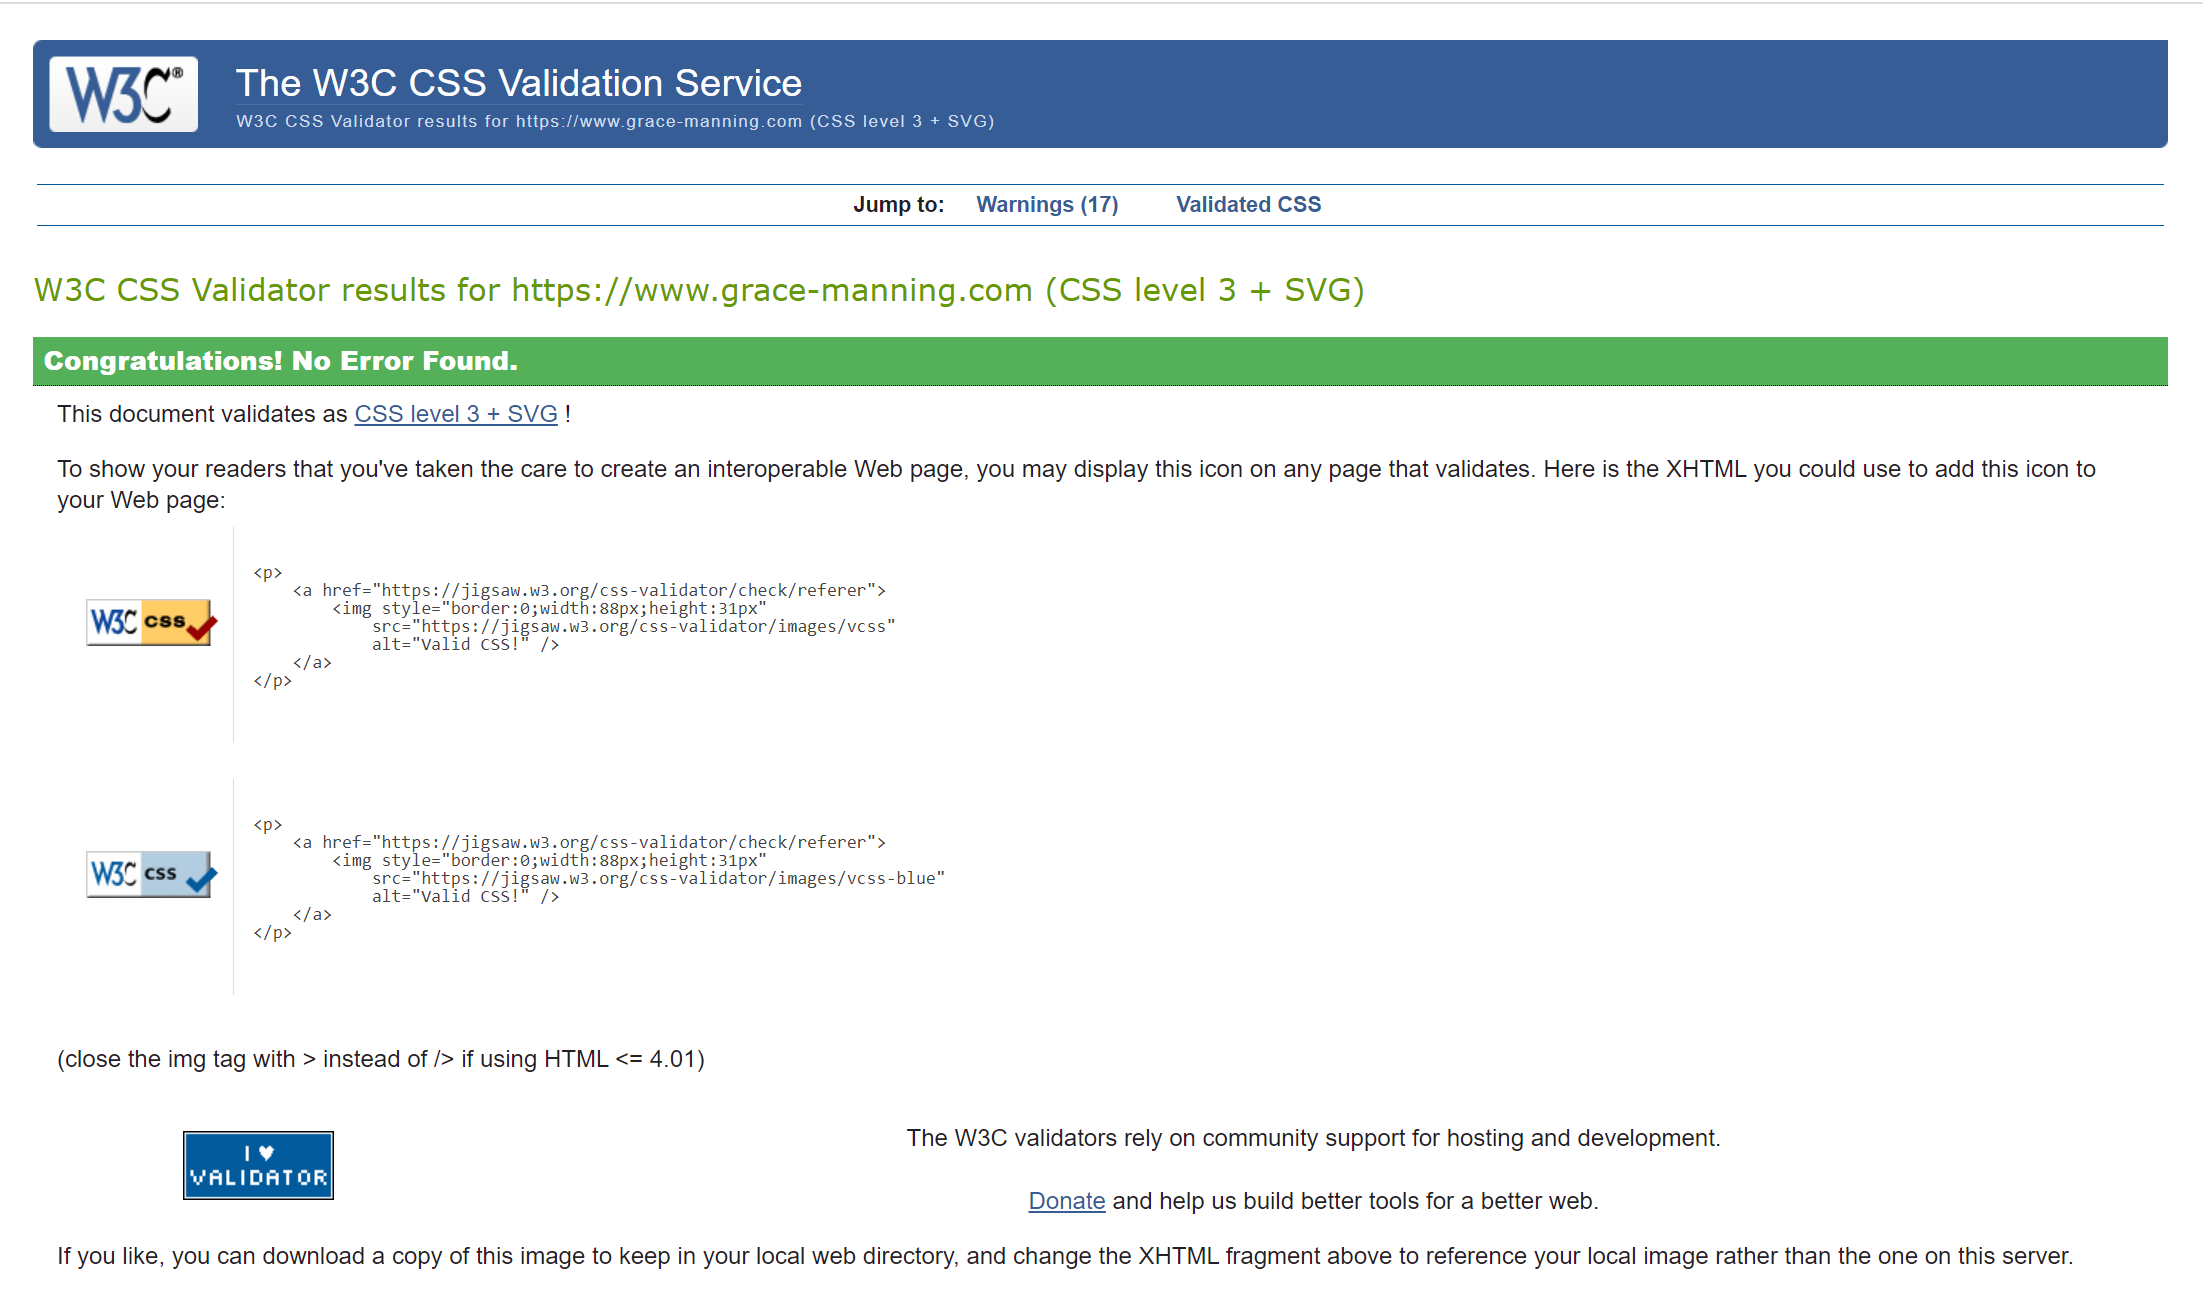 W3C®
The W3C CSS Validation Service
W3C CSS Validator results for https://www.grace-manning.com (CSS level 3 + SVG)
Jump to: Warnings (17) Validated CSS
W3C CSS Validator results for https://www.grace-manning.com (CSS level 3 + SVG)
Congratulations! No Error Found.
This document validates as CSS level 3 + SVG !
To show your readers that you've taken the care to create an interoperable Web page, you may display this icon on any page that validates. Here is the XHTML you could use to add this icon to
your Web page:
W3C css
<p>
    <a href="https://jigsaw.w3.org/css-validator/check/referer">
        <img style="border:0;width:88px;height:31px"
            src="https://jigsaw.w3.org/css-validator/images/vcss"
            alt="Valid CSS!" />
    </a>
</p>
W3C css
<p>
    <a href="https://jigsaw.w3.org/css-validator/check/referer">
        <img style="border:0;width:88px;height:31px"
            src="https://jigsaw.w3.org/css-validator/images/vcss-blue"
            alt="Valid CSS!" />
    </a>
</p>
(close the img tag with > instead of /> if using HTML <= 4.01)
I ♥
VALIDATOR
The W3C validators rely on community support for hosting and development.
Donate and help us build better tools for a better web.
If you like, you can download a copy of this image to keep in your local web directory, and change the XHTML fragment above to reference your local image rather than the one on this server.